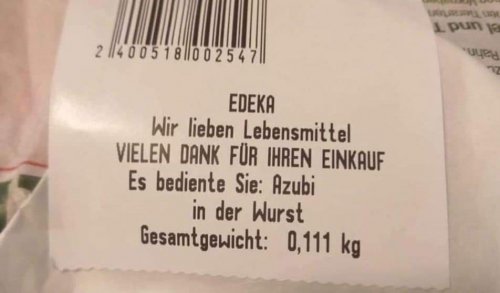 2 400518 002547
EDEKA
Wir lieben Lebensmittel
VIELEN DANK FÜR IHREN EINKAUF
Es bediente Sie: Azubi
in der Wurst
Gesamtgewicht: 0,111 kg